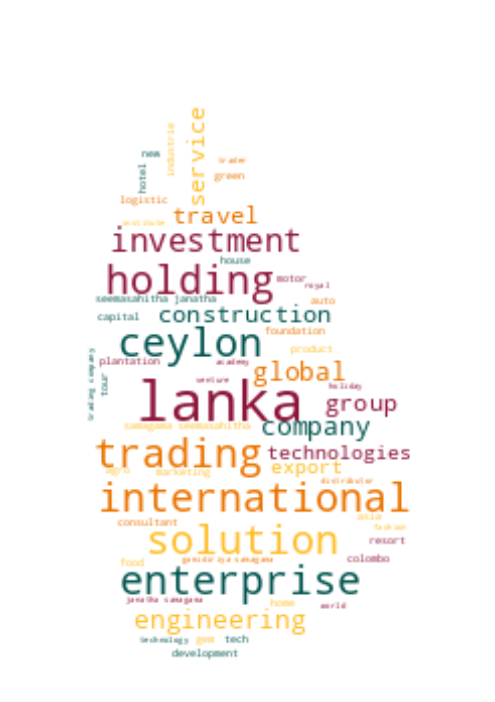 service
industrie
new
hotel
trader
green
logistic
travel
institute
investment
house
holding
motor
royal
seemasahitha janatha
auto
capital
construction
foundation
ceylon
product
plantation
academy
global
tour
venture
holiday
lanka
group
samagama seemasahitha
company
trading
technologies
agro
marketing
export
distributor
international
asia
fashion
consultant
solution
resort
gamidiriya samagama
colombo
food
enterprise
janatha samagama
home
world
engineering
technology
gem
tech
development